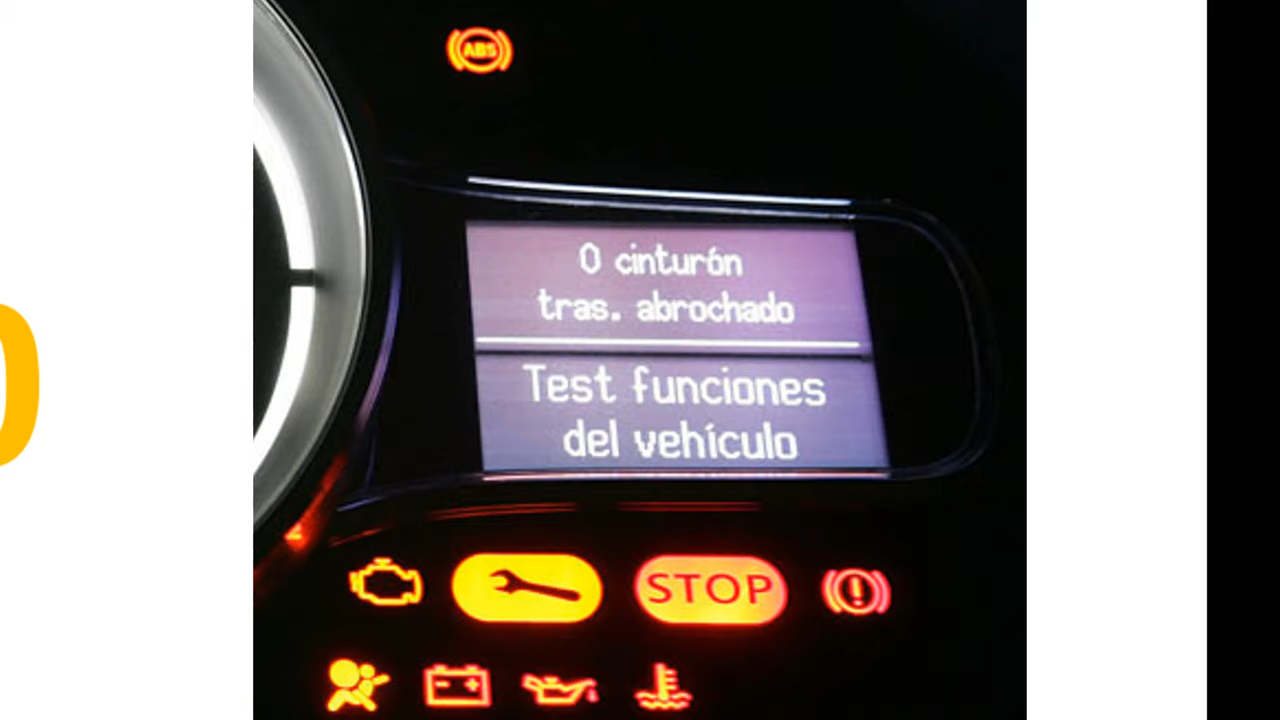 ABS
0 cinturón
tras. abrochado
Test funciones
del vehículo
STOP